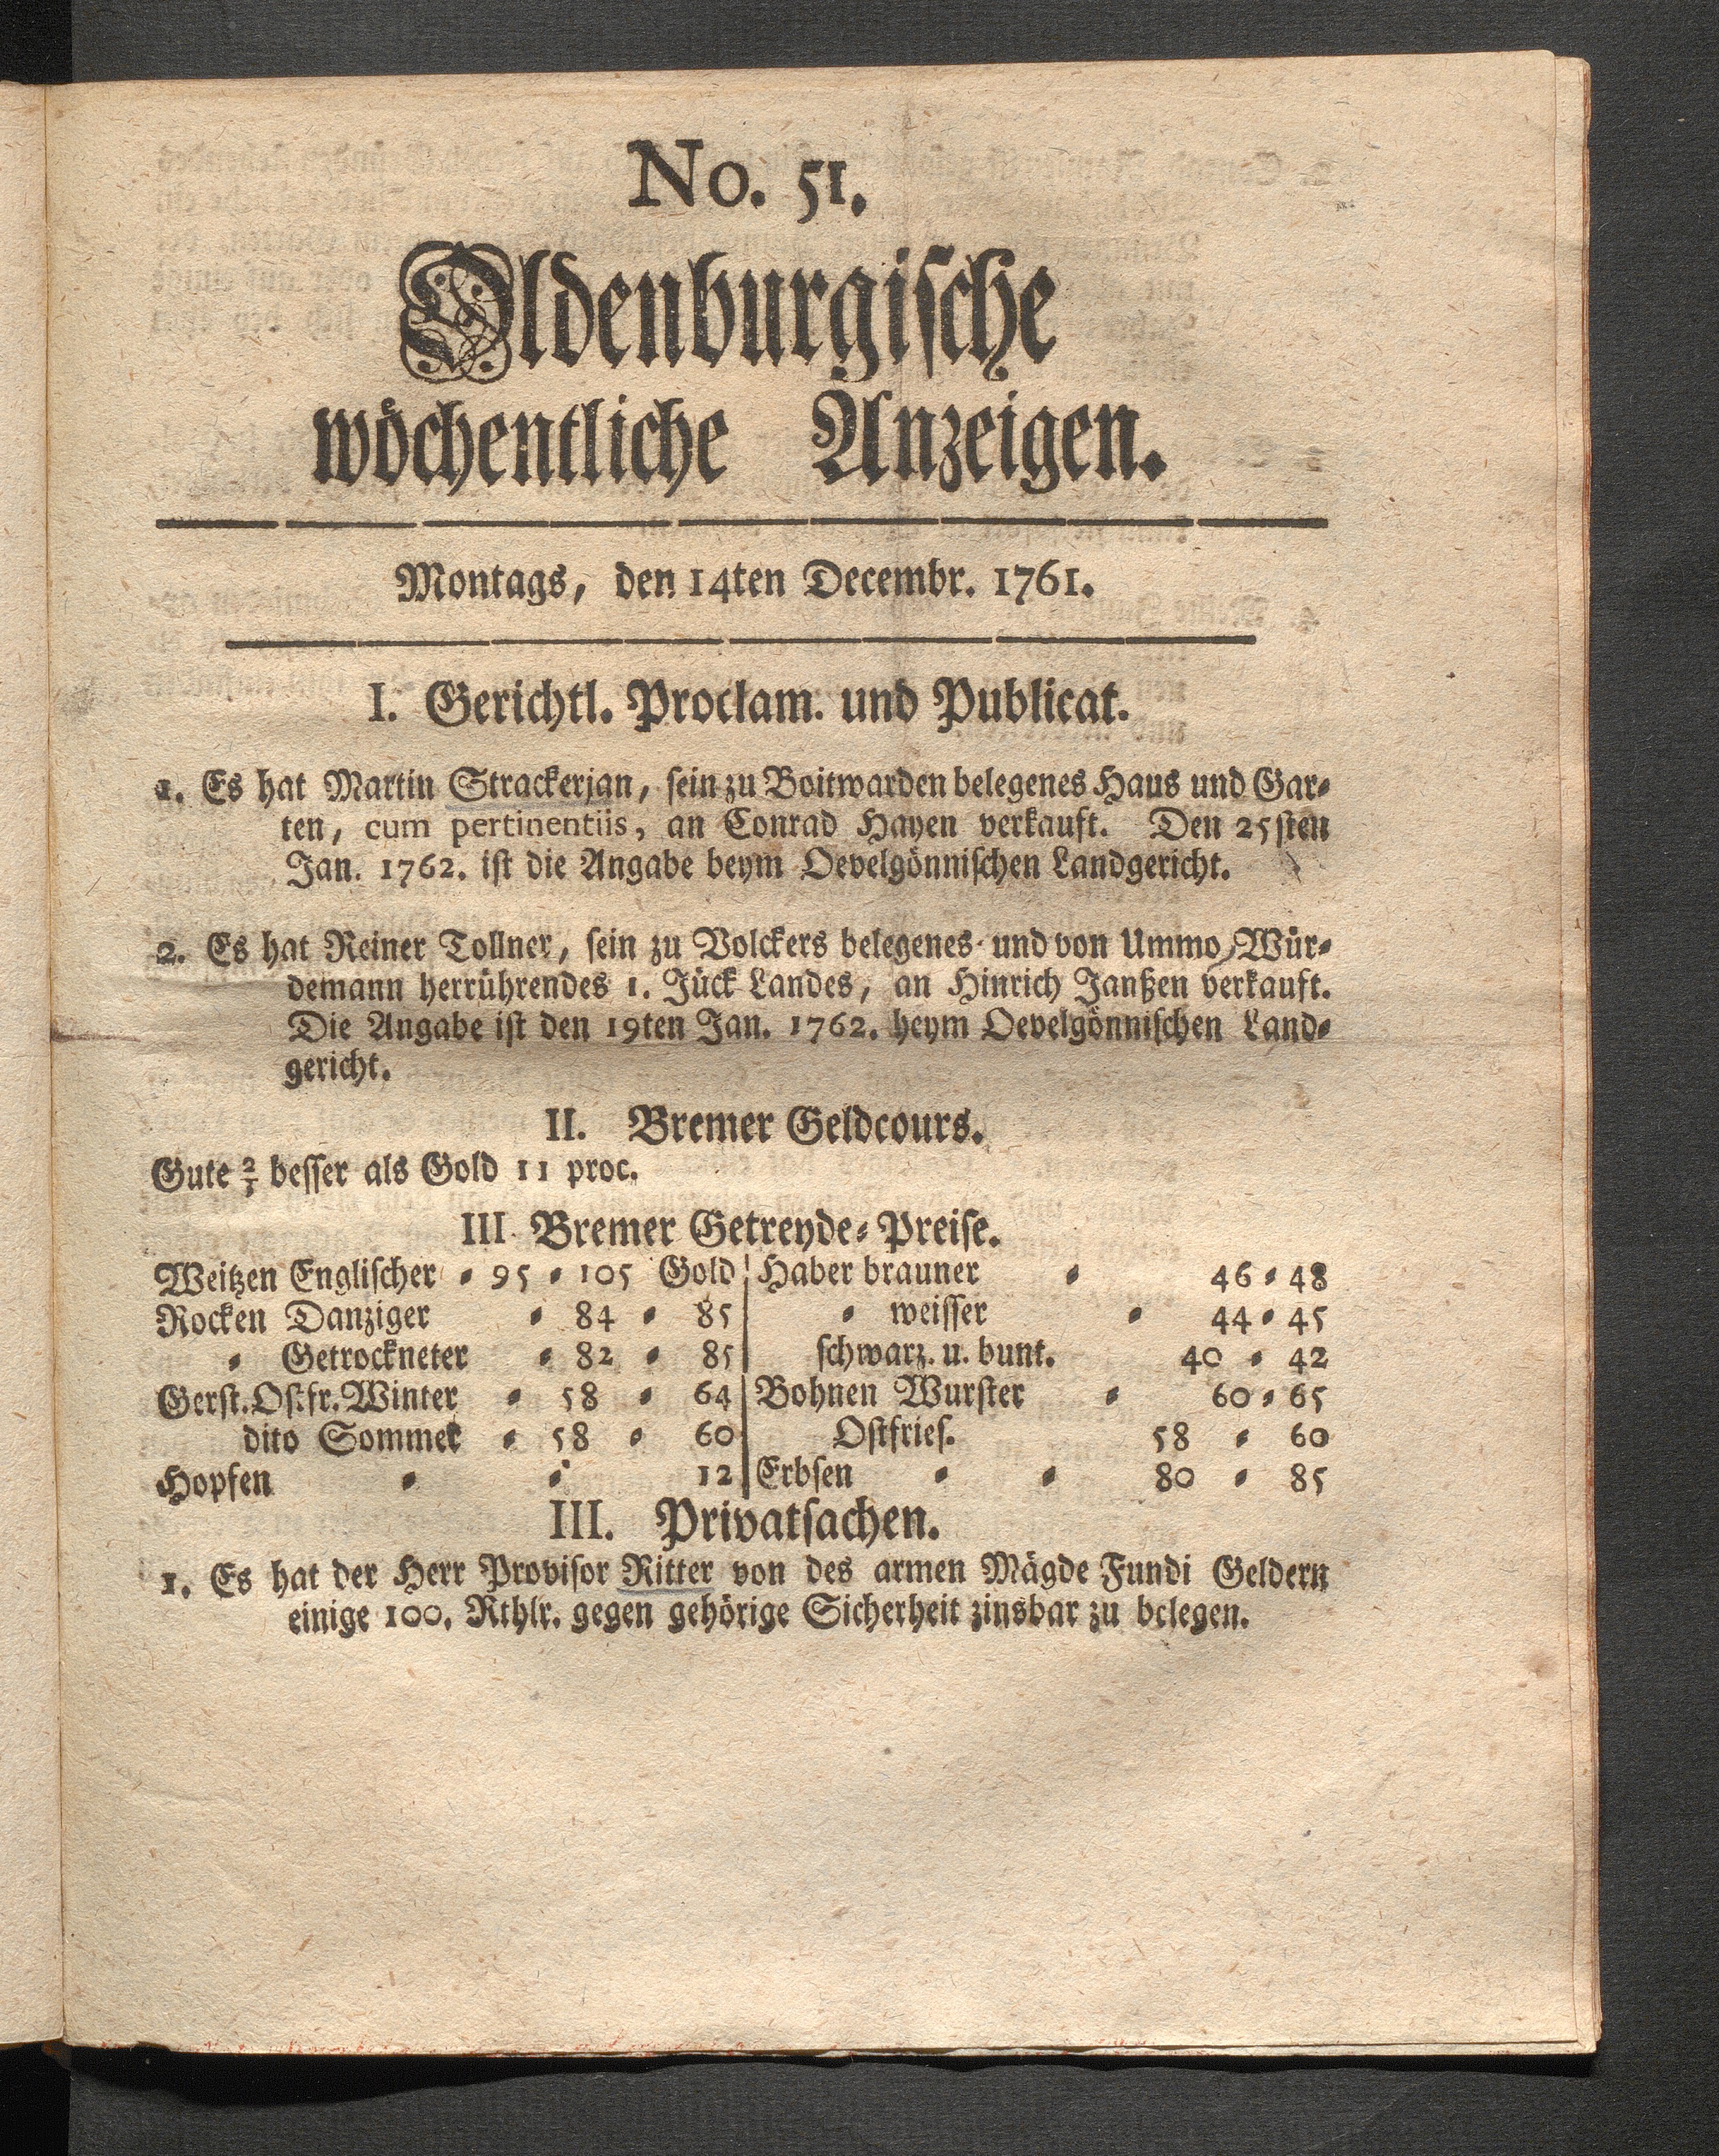 No. 51.
Oldenburgische
wöchentliche Anzeigen.
Montags, den 14ten Decembr. 1761.
I. Gerichtl. Proclam. und Publicat.
1. Es hat Martin Strackerjan, sein zu Boitwarden belegenes Haus und Gar⸗
ten, cum pertinentiis, an Conrad Hayen verkauft. Den 25sten
Jan. 1762. ist die Angabe beym Oevelgönnischen Landgericht.
2. Es hat Reiner Tollner, sein zu Volckers belegenes und von Ummo Wür⸗
demann herrührendes 1. Jück Landes, an Hinrich Janßen verkauft.
Die Angabe ist den 19ten Jan. 1762. heym Oevelgönnischen Land⸗
gericht.
II. Bremer Geldcours.
Gute 2/3 besser als Gold 11 proc.
III. Bremer Getreyde⸗Preise.
Weitzen Englischer ⸗ 95 ⸗ 105 Gold
Rocken Danziger ⸗ 84 ⸗ 85
⸗ Getrockneter ⸗ 82 ⸗ 85
Gerst. Ostfr. Winter ⸗ 58 ⸗ 64
dito Sommer ⸗ 58 ⸗ 60
Hopfen ⸗ ⸗ 12
Haber brauner ⸗ 46 ⸗ 48
⸗ weisser ⸗ 44 ⸗ 45
schwarz. u. bunt. 40 ⸗ 42
Bohnen Wurster ⸗ 60 ⸗ 65
Ostfries. 58 ⸗ 60
Erbsen ⸗ ⸗ 80 ⸗ 85
III. Privatsachen.
1. Es hat der Herr Provisor Ritter von des armen Mägde Fundi Geldern
einige 100. Rthlr. gegen gehörige Sicherheit zinsbar zu belegen.